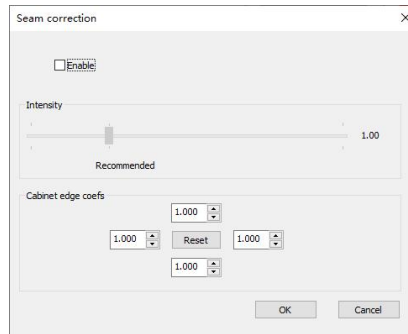 Seam correction
Enable
Intensity
1.00
Recommended
Cabinet edge coefs
1.000
1.000 Reset 1.000
1.000
OK Cancel